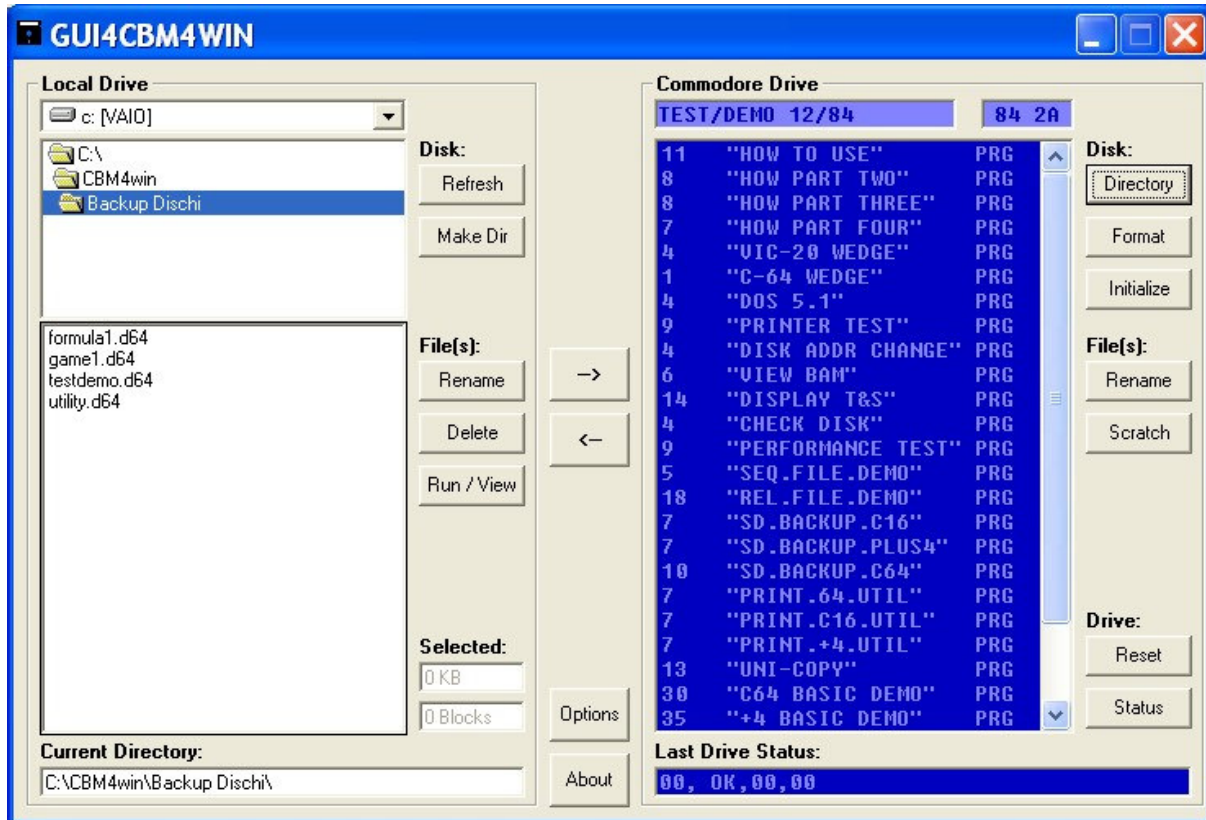 GUI4CBM4WIN
Local Drive
c: [VAIO]
C:\
CBM4win
Backup Dischi
Disk:
Refresh
Make Dir
formula1.d64
game1.d64
testdemo.d64
utility.d64
File(s):
Rename
Delete
Run / View
Selected:
0 KB
0 Blocks
Current Directory:
C:\CBM4win\Backup Dischi\
-->
<--
Options
About
Commodore Drive
TEST/DEMO 12/84 84 2A
11 "HOW TO USE" PRG
8 "HOW PART TWO" PRG
8 "HOW PART THREE" PRG
7 "HOW PART FOUR" PRG
4 "VIC-20 WEDGE" PRG
1 "C-64 WEDGE" PRG
4 "DOS 5.1" PRG
9 "PRINTER TEST" PRG
4 "DISK ADDR CHANGE" PRG
6 "VIEW BAM" PRG
14 "DISPLAY T&S" PRG
4 "CHECK DISK" PRG
9 "PERFORMANCE TEST" PRG
5 "SEQ.FILE.DEMO" PRG
18 "REL.FILE.DEMO" PRG
7 "SD.BACKUP.C16" PRG
7 "SD.BACKUP.PLUS4" PRG
10 "SD.BACKUP.C64" PRG
7 "PRINT.64.UTIL" PRG
7 "PRINT.C16.UTIL" PRG
7 "PRINT.+4.UTIL" PRG
13 "UNI-COPY" PRG
30 "C64 BASIC DEMO" PRG
35 "+4 BASIC DEMO" PRG
Disk:
Directory
Format
Initialize
File(s):
Rename
Scratch
Drive:
Reset
Status
Last Drive Status:
00, OK,00,00